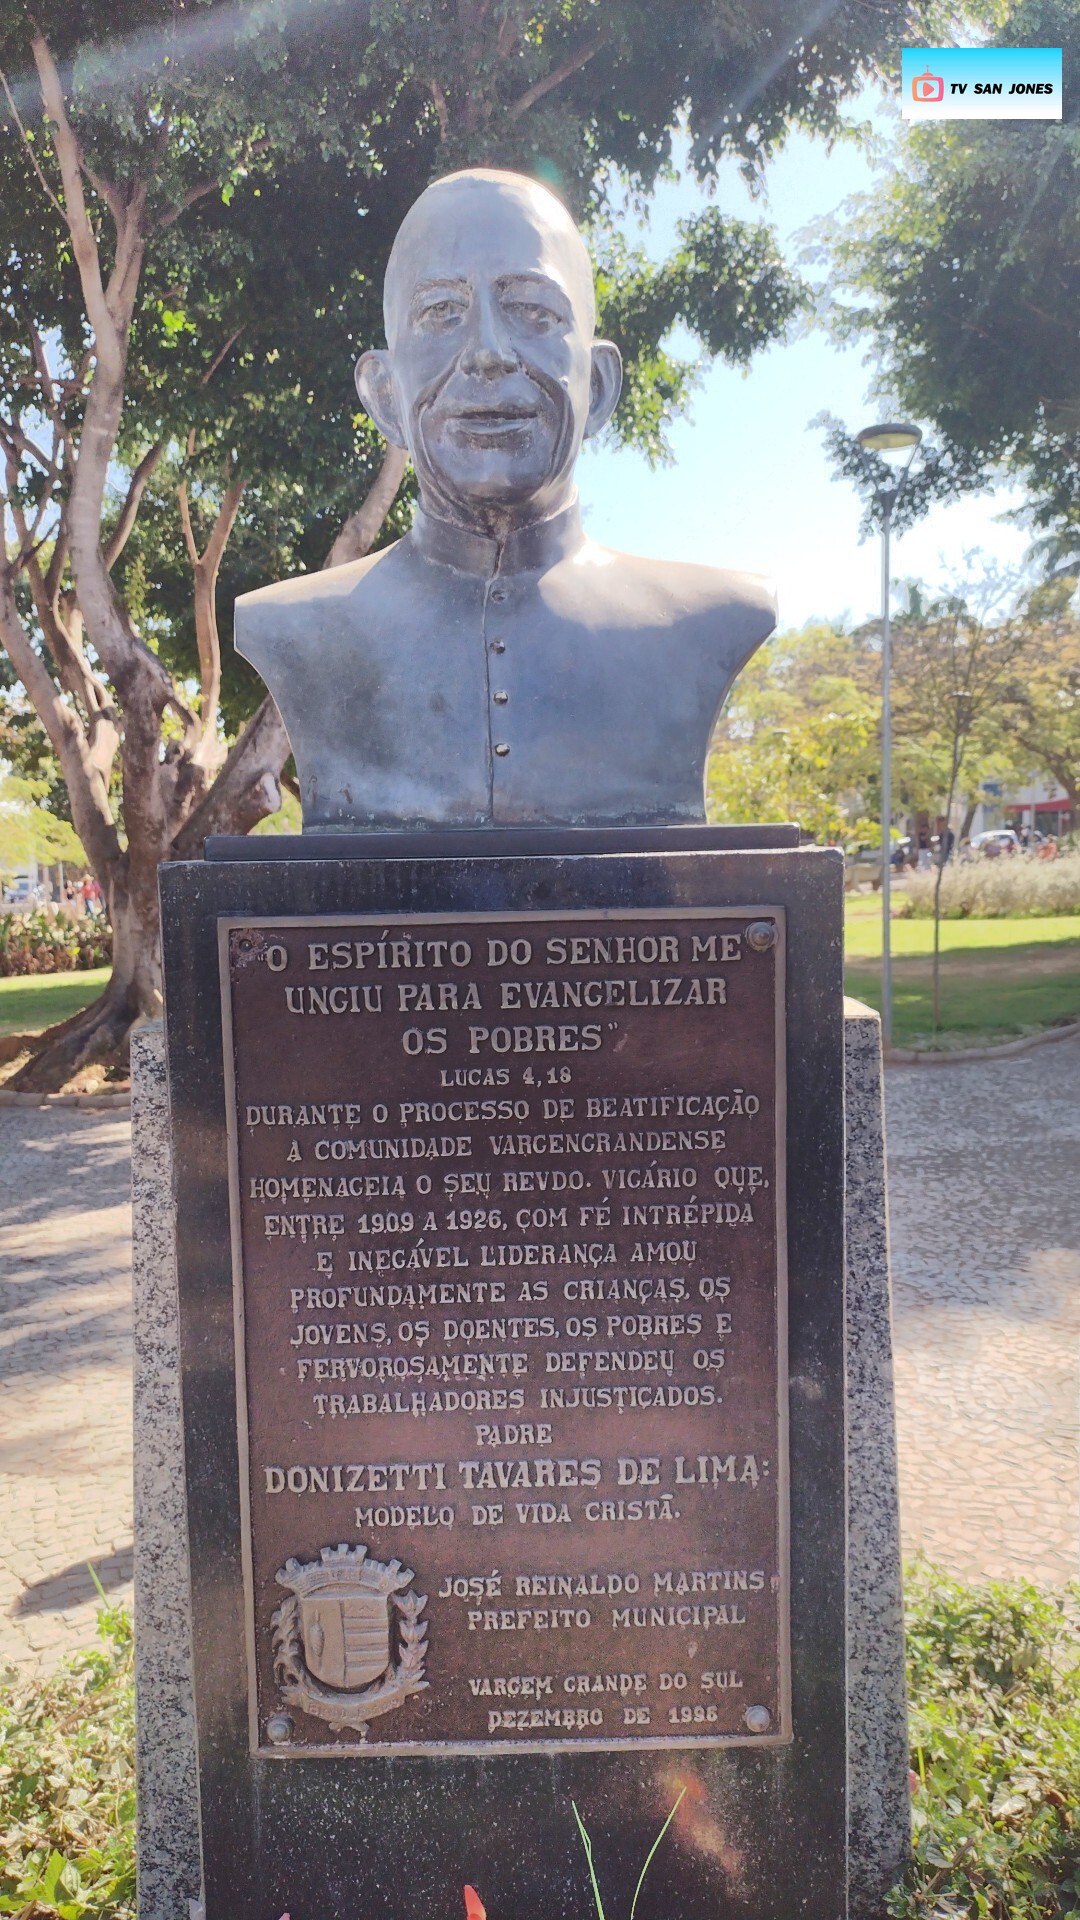 TV SAN JONES
"O ESPÍRITO DO SENHOR ME
UNGIU PARA EVANGELIZAR
OS POBRES"
LUCAS 4,18
DURANTE O PROCESSO DE BEATIFICAÇÃO
A COMUNIDADE VARGENGRANDENSE
HOMENAGEIA O SEU REVDO. VIGÁRIO QUE,
ENTRE 1909 A 1926, COM FÉ INTRÉPIDA
E INEGÁVEL LIDERANÇA AMOU
PROFUNDAMENTE AS CRIANÇAS, OS
JOVENS, OS DOENTES, OS POBRES E
FERVOROSAMENTE DEFENDEU OS
TRABALHADORES INJUSTIÇADOS.
PADRE
DONIZETTI TAVARES DE LIMA:
MODELO DE VIDA CRISTÃ.
JOSÉ REINALDO MARTINS
PREFEITO MUNICIPAL
VARGEM GRANDE DO SUL
DEZEMBRO DE